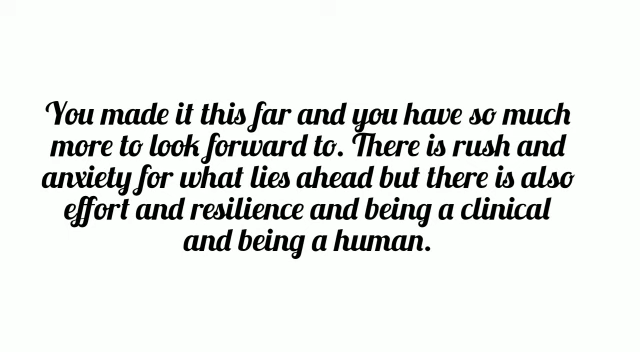 You made it this far and you have so much
more to look forward to. There is rush and
anxiety for what lies ahead but there is also
effort and resilience and being a clinical
and being a human.